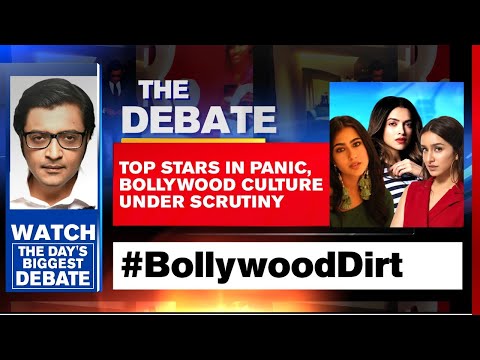 THE
DEBATE
TOP STARS IN PANIC,
BOLLYWOOD CULTURE
UNDER SCRUTINY
WATCH
THE DAY'S
BIGGEST
DEBATE
#BollywoodDirt